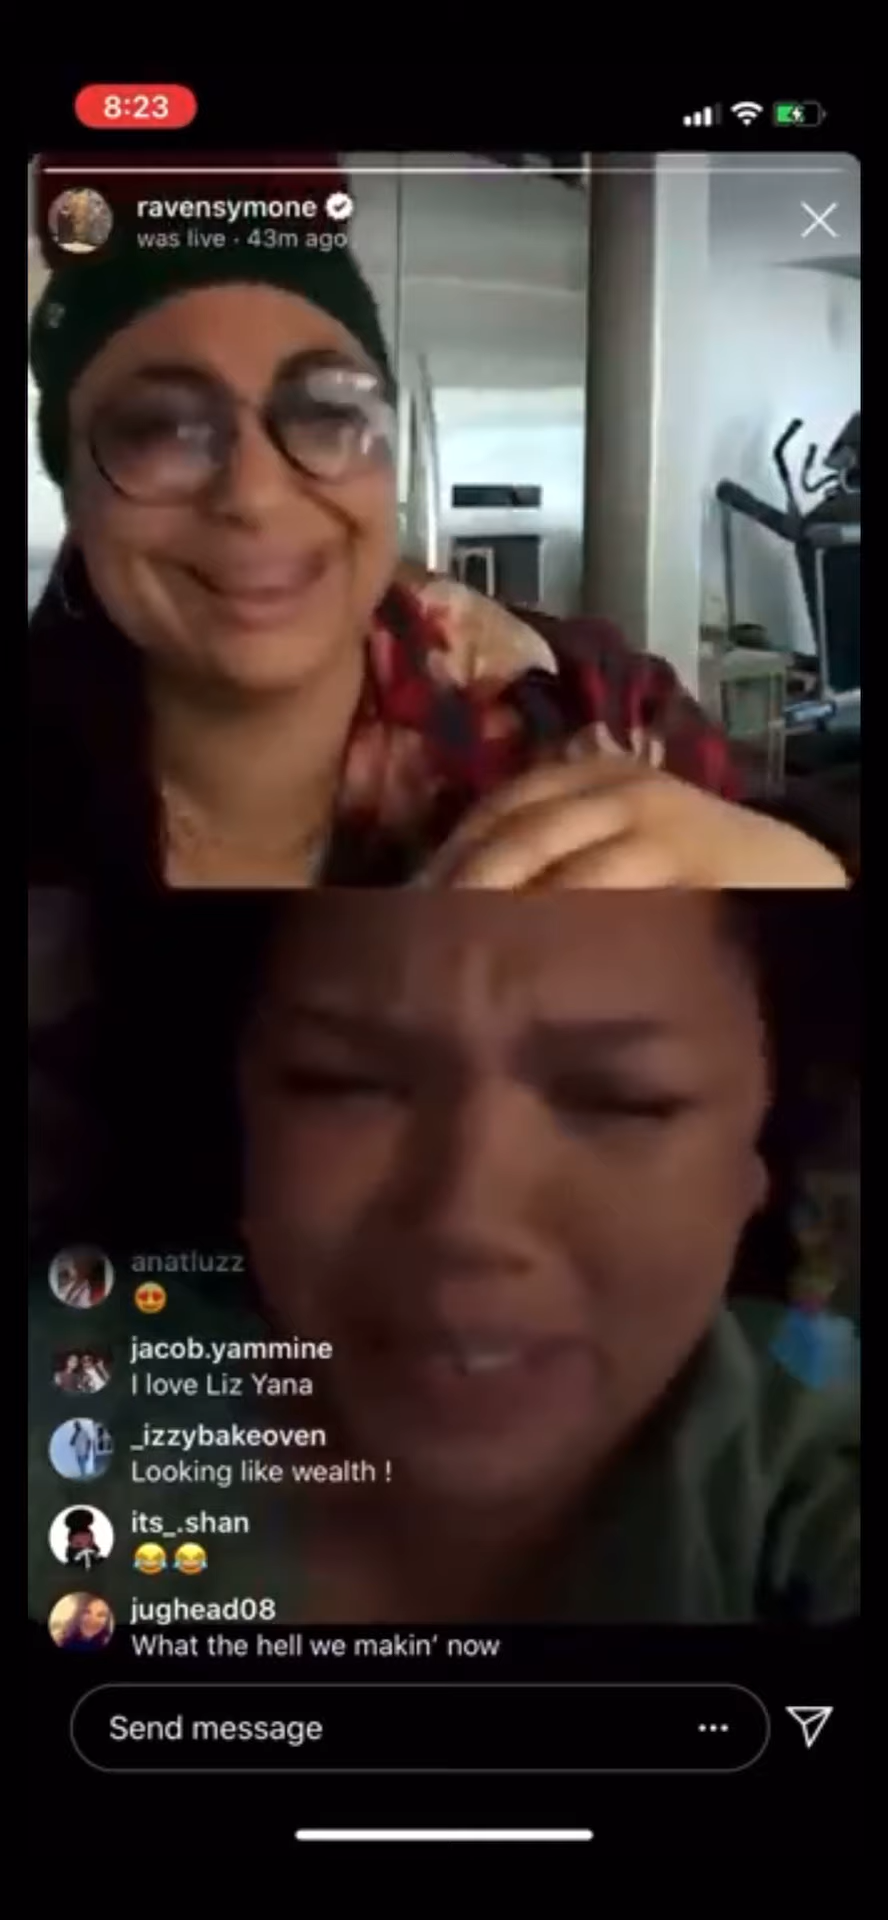 8:23
ravensymone
was live · 43m ago
anatluzz
😍
jacob.yammine
I love Liz Yana
_izzybakeoven
Looking like wealth !
its_.shan
😂😂
jughead08
What the hell we makin' now
Send message